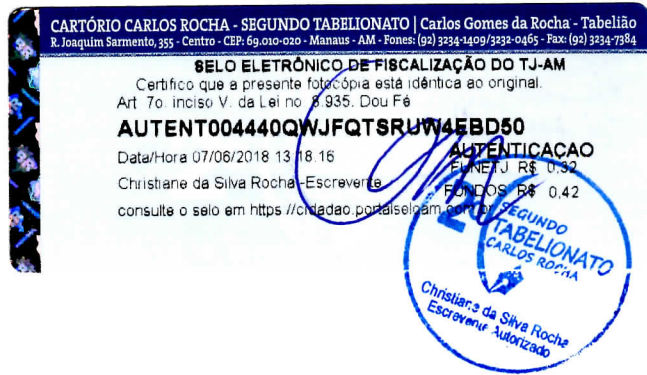 CARTÓRIO CARLOS ROCHA - SEGUNDO TABELIONATO | Carlos Gomes da Rocha - Tabelião
R. Joaquim Sarmento, 355 - Centro - CEP: 69.010-020 - Manaus - AM - Fones: (92) 3234-1409/3232-0465 - Fax: (92) 3234-7384
SELO ELETRÔNICO DE FISCALIZAÇÃO DO TJ-AM
Certifico que a presente fotocópia está idêntica ao original.
Art 7o. inciso V. da Lei no 8.935. Dou Fé
AUTENT004440QWJFQTSRUW4EBD50
Data/Hora 07/06/2018 13.18.16
AUTENTICAÇAO
FUNETJ R$ 0,32
Christiane da Silva Rocha -Escrevente
FUNDOS R$ 0,42
consulte o selo em https //cidadao.portalseloam.com.br
2º
SEGUNDO
TABELIONATO
CARLOS ROCHA
Christiane da Silva Rocha
Escrevente Autorizado